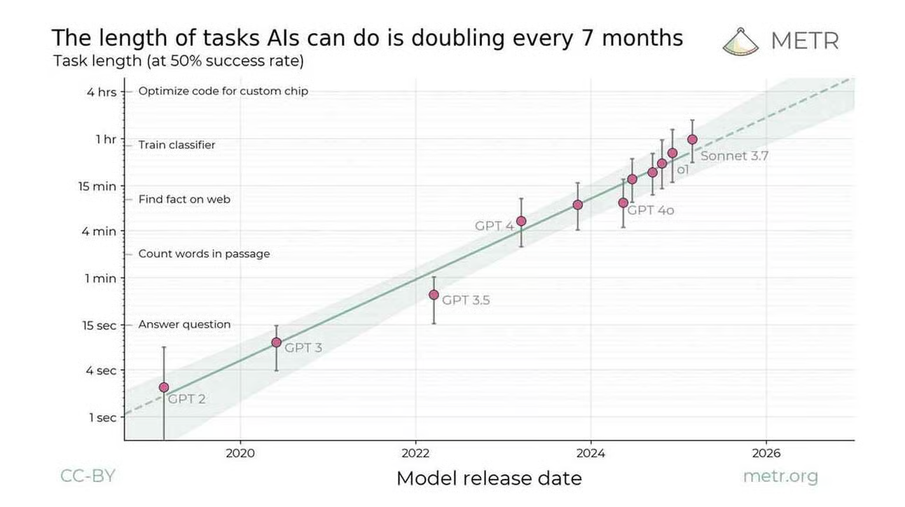 The length of tasks AIs can do is doubling every 7 months
METR
Task length (at 50% success rate)
4 hrs
Optimize code for custom chip
1 hr
Train classifier
Sonnet 3.7
o1
15 min
Find fact on web
GPT 4o
GPT 4
4 min
Count words in passage
1 min
GPT 3.5
15 sec
Answer question
GPT 3
4 sec
GPT 2
1 sec
2020
2022
2024
2026
CC-BY
Model release date
metr.org